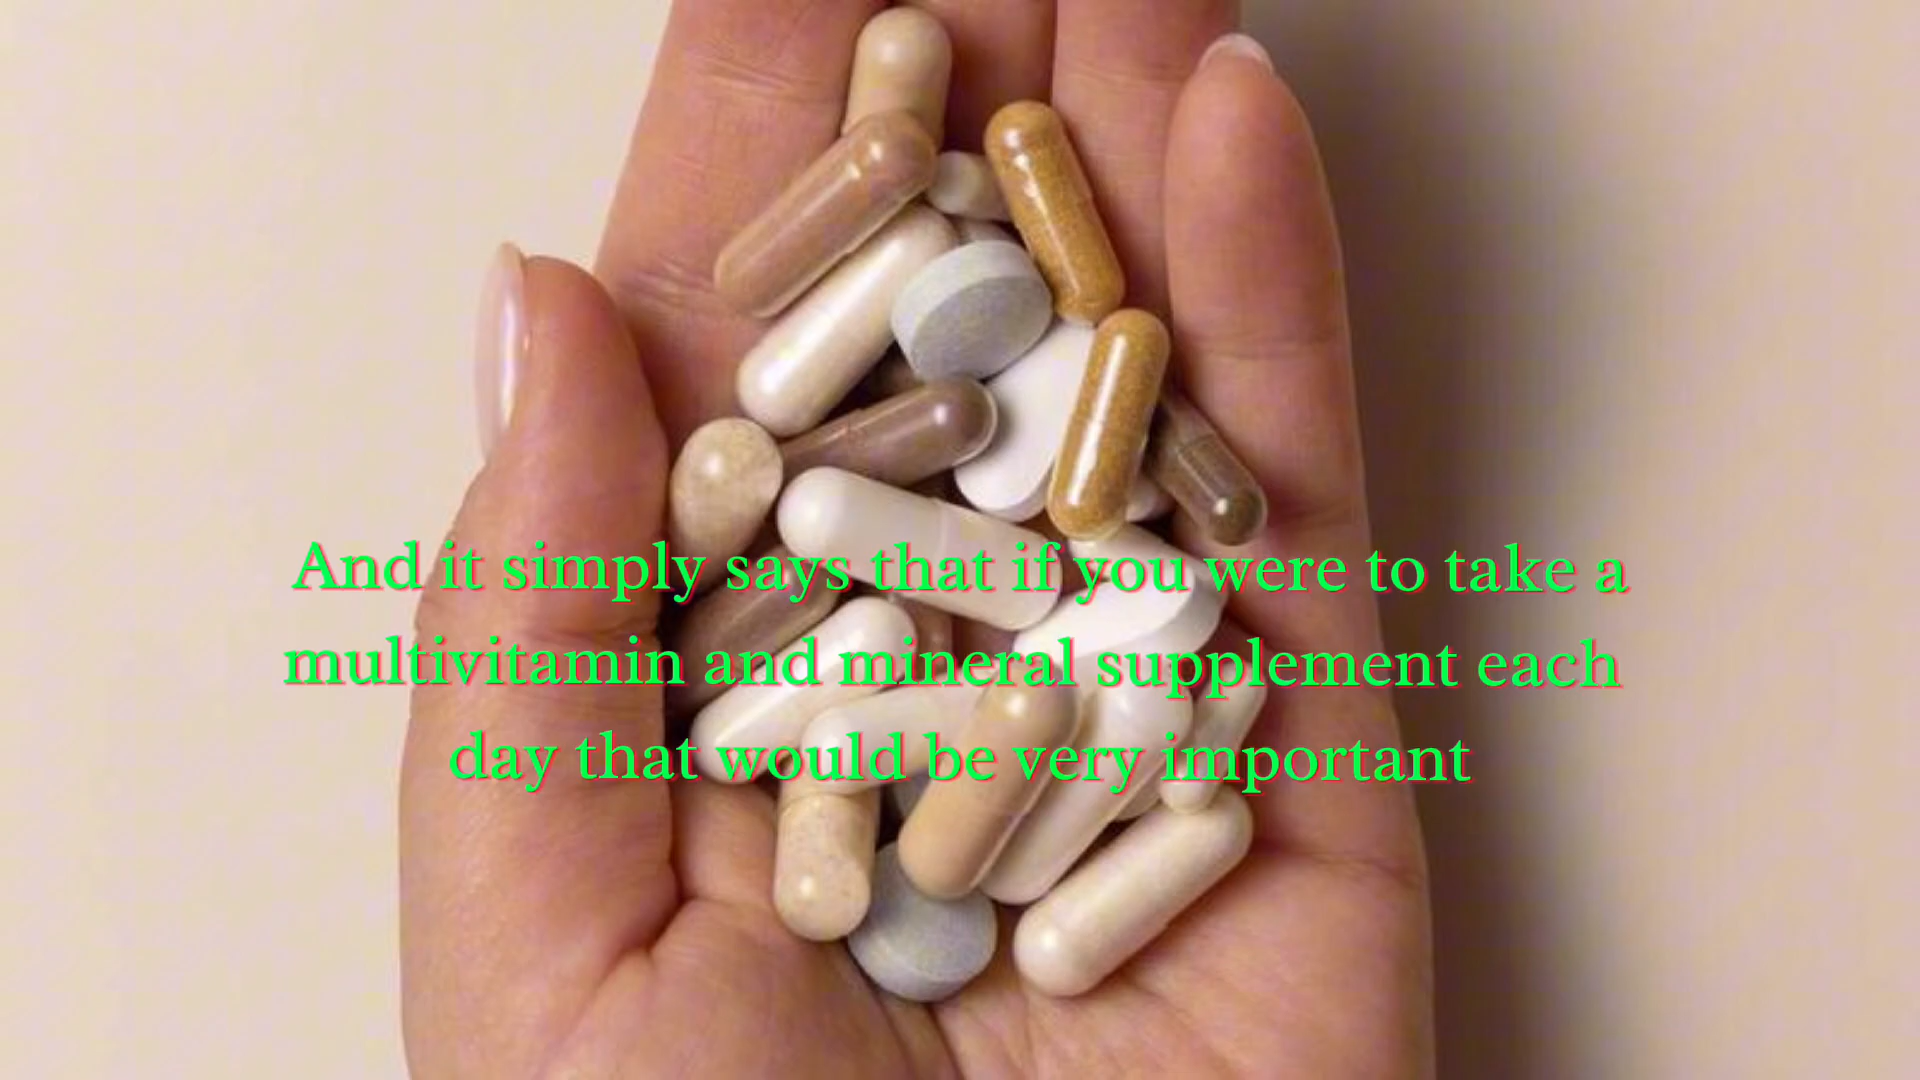 And it simply says that if you were to take a
multivitamin and mineral supplement each
day that would be very important